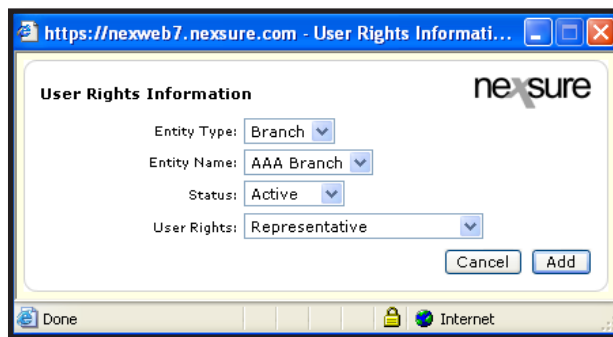 https://nexweb7.nexsure.com - User Rights Informati...
nexsure
User Rights Information
Entity Type: Branch
Entity Name: AAA Branch
Status: Active
User Rights: Representative
Cancel Add
Done Internet